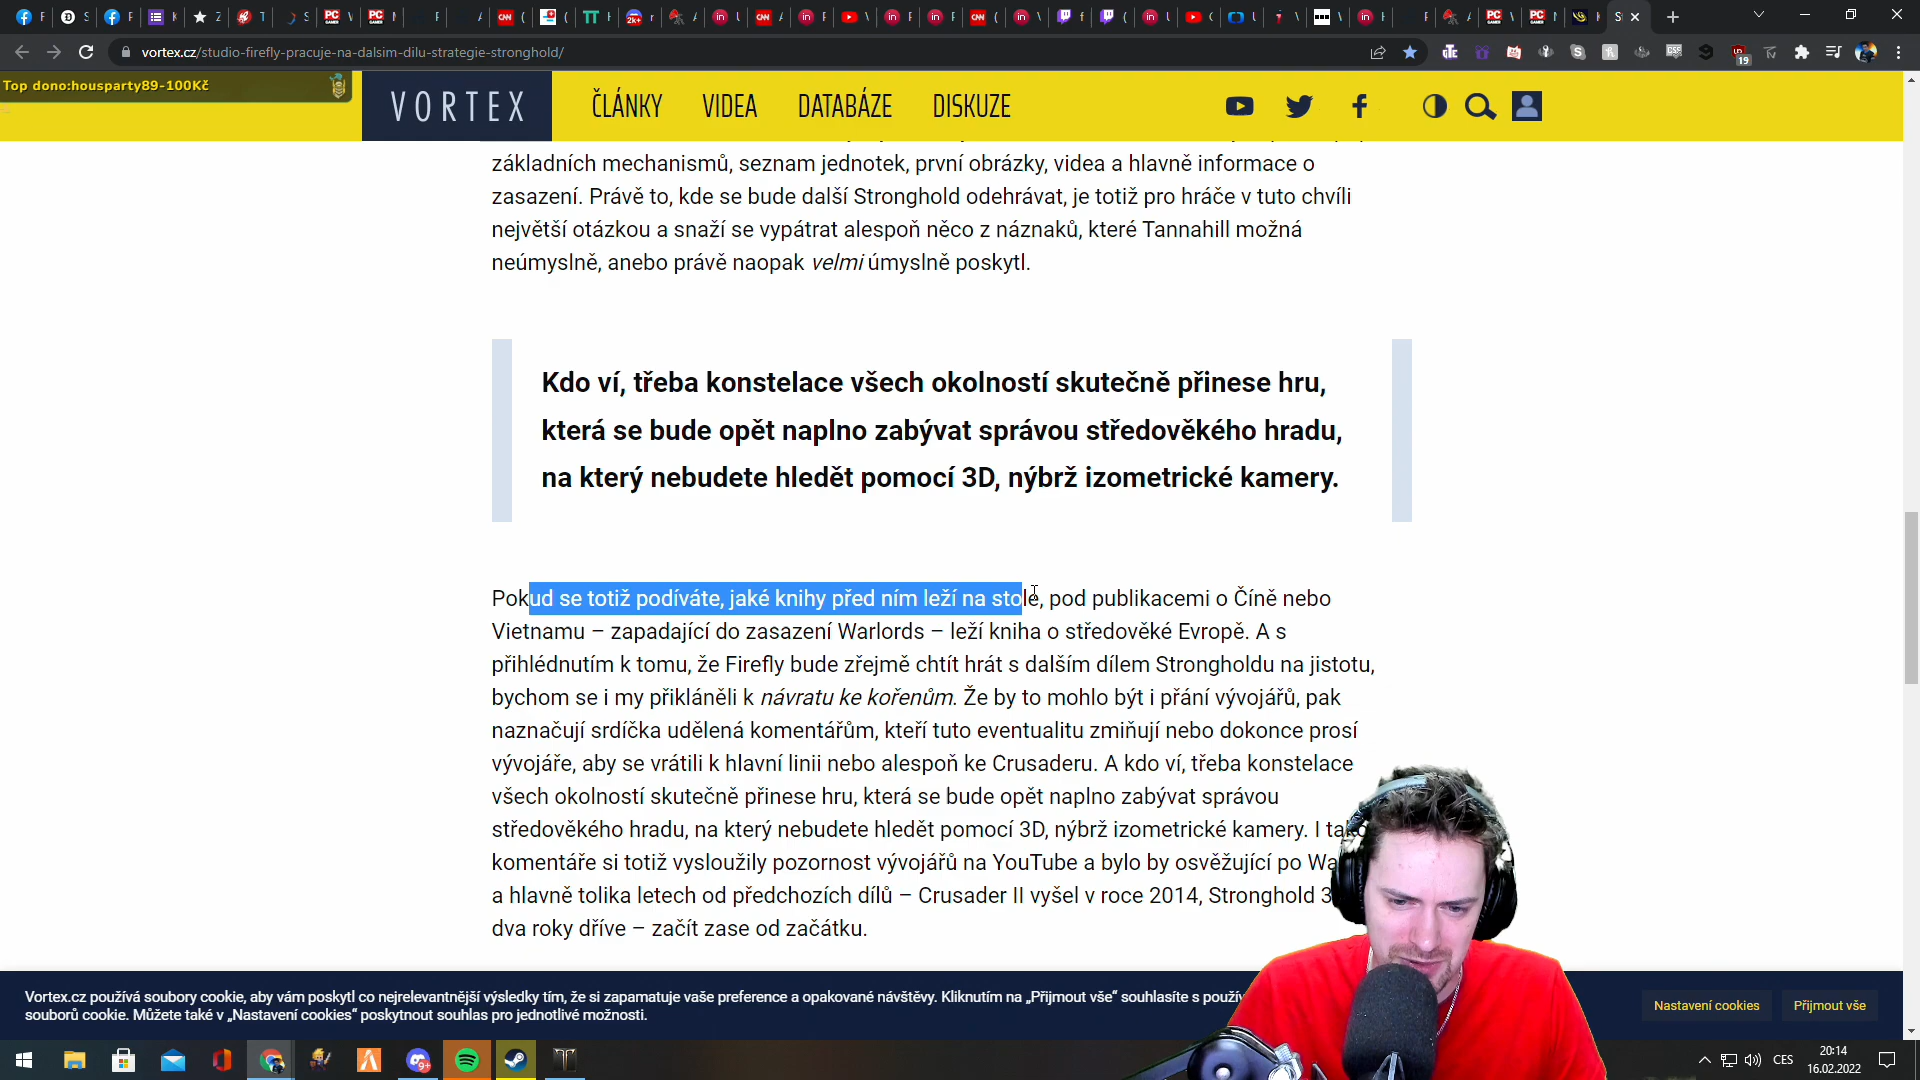 vortex.cz/studio-firefly-pracuje-na-dalsim-dilu-strategie-stronghold/
19
Top dono:housparty89-100Kč
VORTEX
ČLÁNKY
VIDEA
DATABÁZE
DISKUZE
základních mechanismů, seznam jednotek, první obrázky, videa a hlavně informace o
zasazení. Právě to, kde se bude další Stronghold odehrávat, je totiž pro hráče v tuto chvíli
největší otázkou a snaží se vypátrat alespoň něco z náznaků, které Tannahill možná
neúmyslně, anebo právě naopak velmi úmyslně poskytl.
Kdo ví, třeba konstelace všech okolností skutečně přinese hru,
která se bude opět naplno zabývat správou středověkého hradu,
na který nebudete hledět pomocí 3D, nýbrž izometrické kamery.
Pokud se totiž podíváte, jaké knihy před ním leží na stole, pod publikacemi o Číně nebo
Vietnamu – zapadající do zasazení Warlords – leží kniha o středověké Evropě. A s
přihlédnutím k tomu, že Firefly bude zřejmě chtít hrát s dalším dílem Strongholdu na jistotu,
bychom se i my přikláněli k návratu ke kořenům. Že by to mohlo být i přání vývojářů, pak
naznačují srdíčka udělená komentářům, kteří tuto eventualitu zmiňují nebo dokonce prosí
vývojáře, aby se vrátili k hlavní linii nebo alespoň ke Crusaderu. A kdo ví, třeba konstelace
všech okolností skutečně přinese hru, která se bude opět naplno zabývat správou
středověkého hradu, na který nebudete hledět pomocí 3D, nýbrž izometrické kamery. I
komentáře si totiž vysloužily pozornost vývojářů na YouTube a bylo by osvěžující po
a hlavně tolika letech od předchozích dílů – Crusader II vyšel v roce 2014, Stronghold 3
dva roky dříve – začít zase od začátku.
Vortex.cz používá soubory cookie, aby vám poskytl co nejrelevantnější výsledky tím, že si zapamatuje vaše preference a opakované návštěvy. Kliknutím na „Přijmout vše“ souhlasíte s
souborů cookie. Můžete také v „Nastavení cookies“ poskytnout souhlas pro jednotlivé možnosti.
Nastavení cookies
Přijmout vše
CES
20:14
16.02.2022